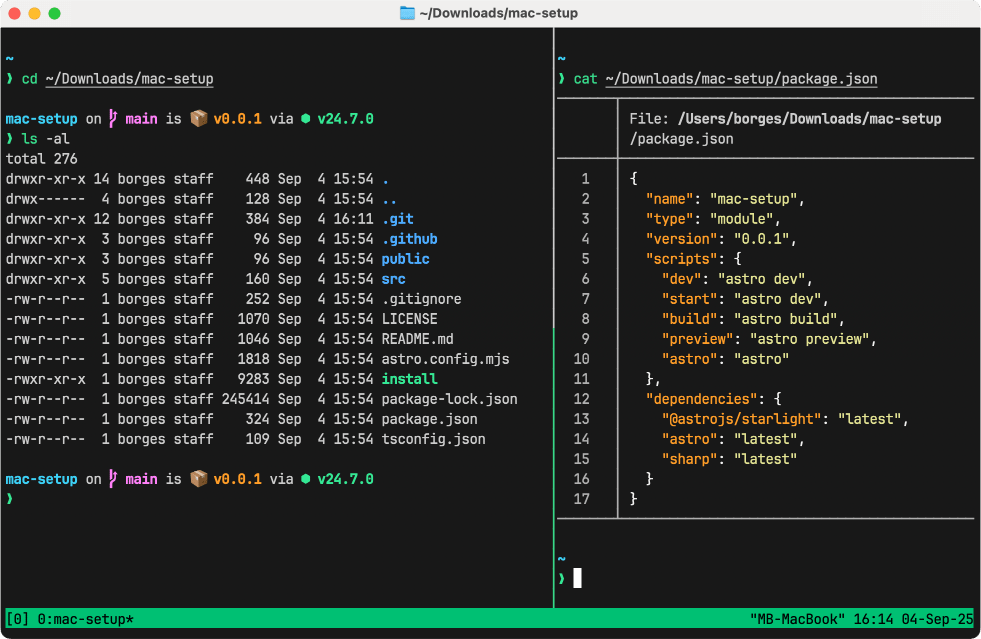 ~/Downloads/mac-setup
~
❯ cd ~/Downloads/mac-setup
mac-setup on main is 📦 v0.0.1 via ⬢ v24.7.0
❯ ls -al
total 276
drwxr-xr-x 14 borges staff    448 Sep  4 15:54 .
drwx------  4 borges staff    128 Sep  4 15:54 ..
drwxr-xr-x 12 borges staff    384 Sep  4 16:11 .git
drwxr-xr-x  3 borges staff     96 Sep  4 15:54 .github
drwxr-xr-x  3 borges staff     96 Sep  4 15:54 public
drwxr-xr-x  5 borges staff    160 Sep  4 15:54 src
-rw-r--r--  1 borges staff    252 Sep  4 15:54 .gitignore
-rw-r--r--  1 borges staff   1070 Sep  4 15:54 LICENSE
-rw-r--r--  1 borges staff   1046 Sep  4 15:54 README.md
-rw-r--r--  1 borges staff   1818 Sep  4 15:54 astro.config.mjs
-rwxr-xr-x  1 borges staff   9283 Sep  4 15:54 install
-rw-r--r--  1 borges staff 245414 Sep  4 15:54 package-lock.json
-rw-r--r--  1 borges staff    324 Sep  4 15:54 package.json
-rw-r--r--  1 borges staff    109 Sep  4 15:54 tsconfig.json
mac-setup on main is 📦 v0.0.1 via ⬢ v24.7.0
❯
~
❯ cat ~/Downloads/mac-setup/package.json
File: /Users/borges/Downloads/mac-setup
/package.json
1 {
2   "name": "mac-setup",
3   "type": "module",
4   "version": "0.0.1",
5   "scripts": {
6     "dev": "astro dev",
7     "start": "astro dev",
8     "build": "astro build",
9     "preview": "astro preview",
10     "astro": "astro"
11   },
12   "dependencies": {
13     "@astrojs/starlight": "latest",
14     "astro": "latest",
15     "sharp": "latest"
16   }
17 }
~
❯
[0] 0:mac-setup* "MB-MacBook" 16:14 04-Sep-25